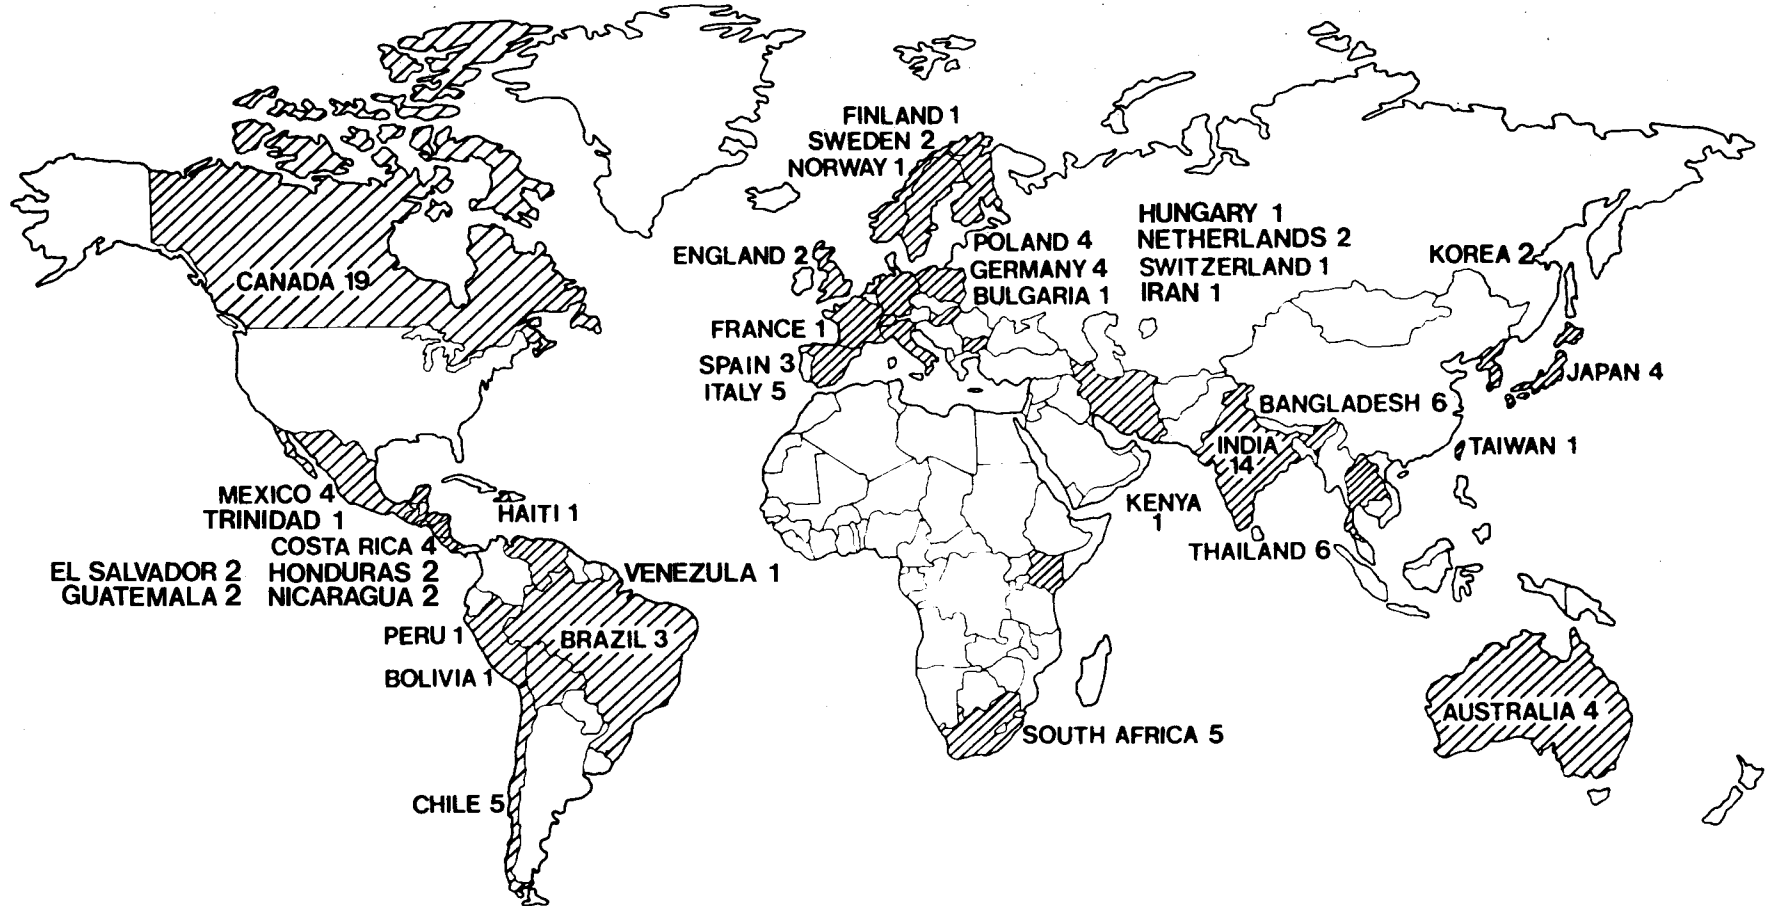 FINLAND 1
SWEDEN 2
NORWAY 1
HUNGARY 1
NETHERLANDS 2
SWITZERLAND 1
IRAN 1
POLAND 4
GERMANY 4
BULGARIA 1
ENGLAND 2
KOREA 2
CANADA 19
FRANCE 1
SPAIN 3
ITALY 5
JAPAN 4
BANGLADESH 6
INDIA
14
TAIWAN 1
MEXICO 4
TRINIDAD 1
HAITI 1
KENYA
1
COSTA RICA 4
THAILAND 6
EL SALVADOR 2
HONDURAS 2
VENEZULA 1
GUATEMALA 2
NICARAGUA 2
PERU 1
BRAZIL 3
BOLIVIA 1
AUSTRALIA 4
SOUTH AFRICA 5
CHILE 5